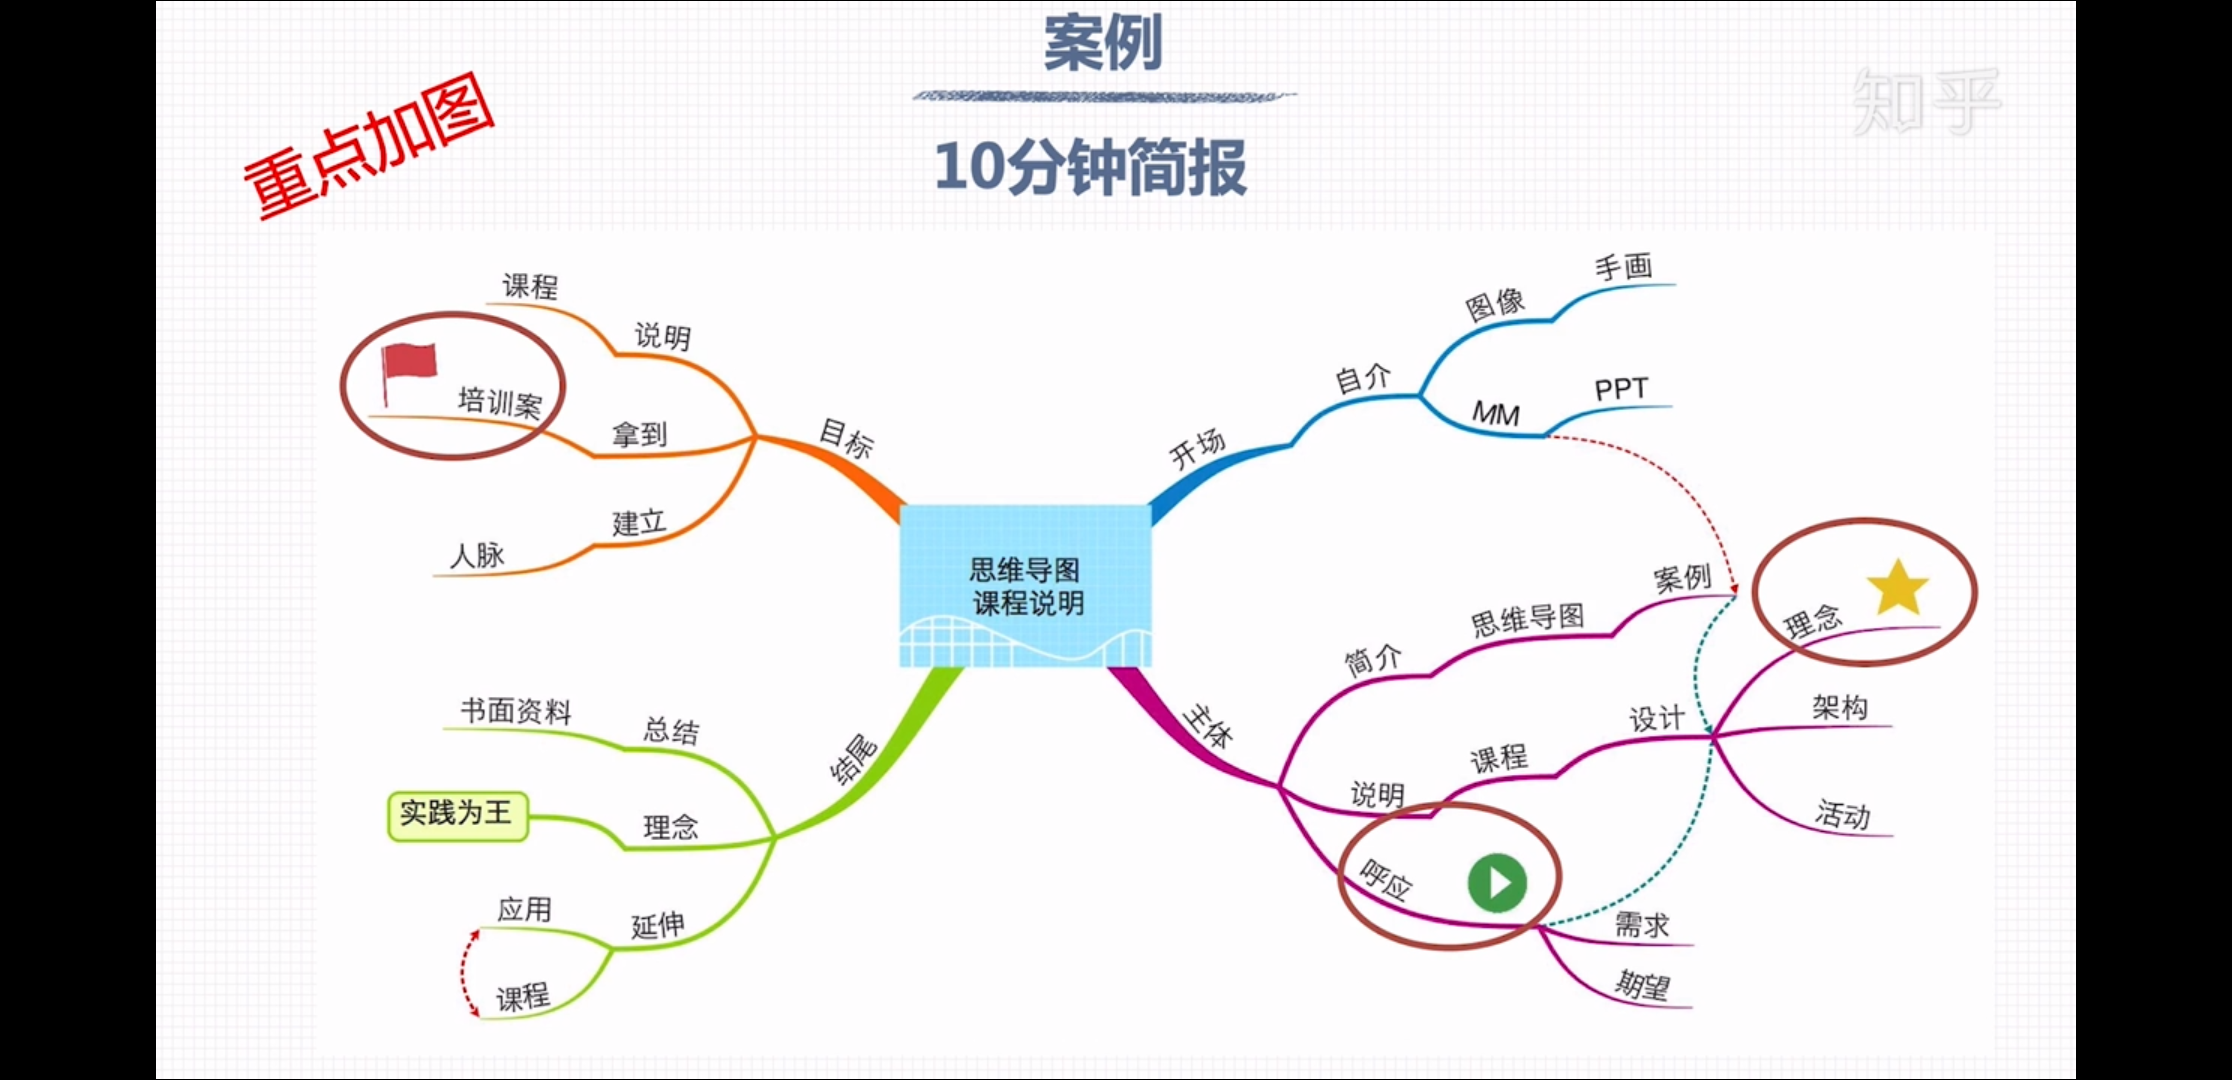 案例
知乎
重点加图
10分钟简报
思维导图
课程说明
开场
自介
图像
手画
MM
PPT
主体
简介
思维导图
案例
说明
课程
设计
理念
架构
活动
呼应
需求
期望
结尾
总结
书面资料
理念
实践为王
延伸
应用
课程
目标
说明
课程
拿到
培训案
建立
人脉